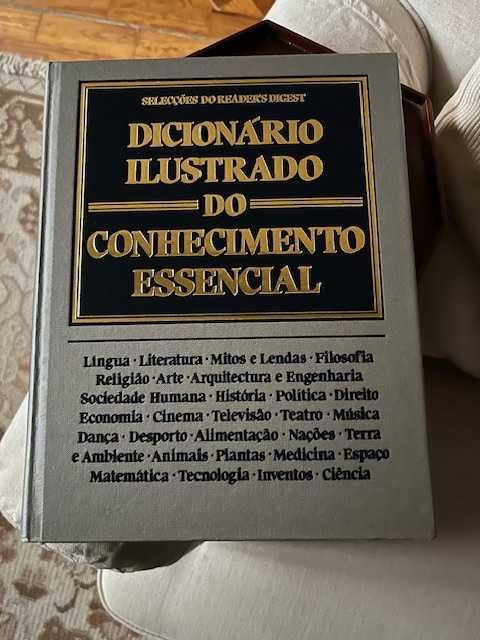 SELECÇÕES DO READER'S DIGEST
DICIONÁRIO
ILUSTRADO
DO
CONHECIMENTO
ESSENCIAL
Língua · Literatura · Mitos e Lendas · Filosofia
Religião · Arte · Arquitectura e Engenharia
Sociedade Humana · História · Política · Direito
Economia · Cinema · Televisão · Teatro · Música
Dança · Desporto · Alimentação · Nações · Terra
e Ambiente · Animais · Plantas · Medicina · Espaço
Matemática · Tecnologia · Inventos · Ciência